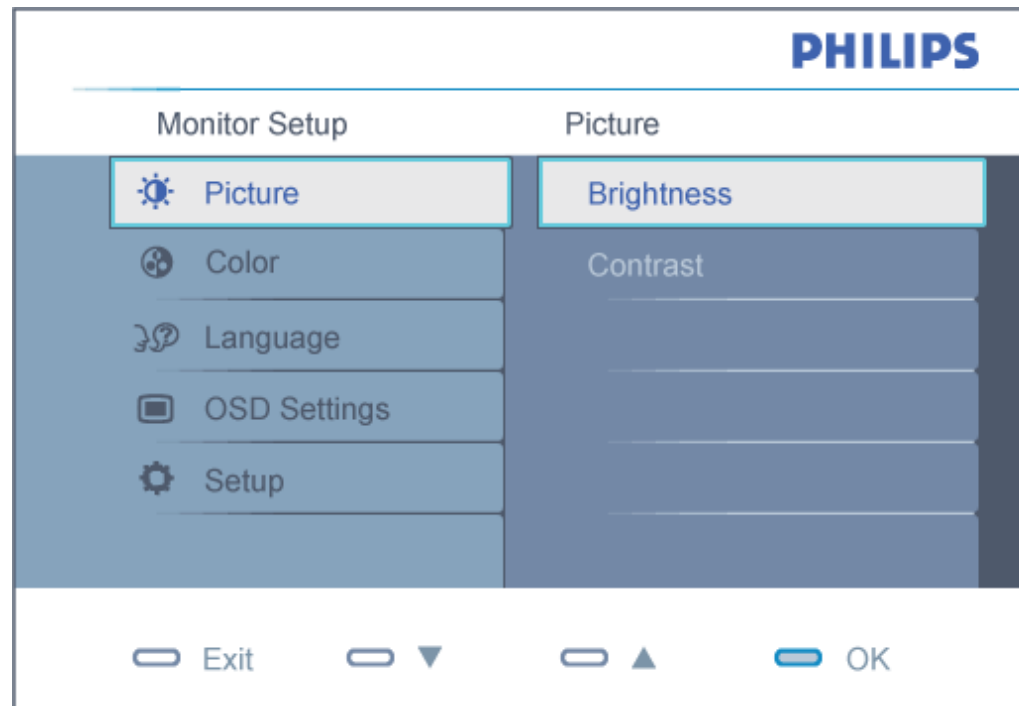 PHILIPS
Monitor Setup Picture
Picture Brightness
Color Contrast
Language
OSD Settings
Setup
Exit ▼ ▲ OK